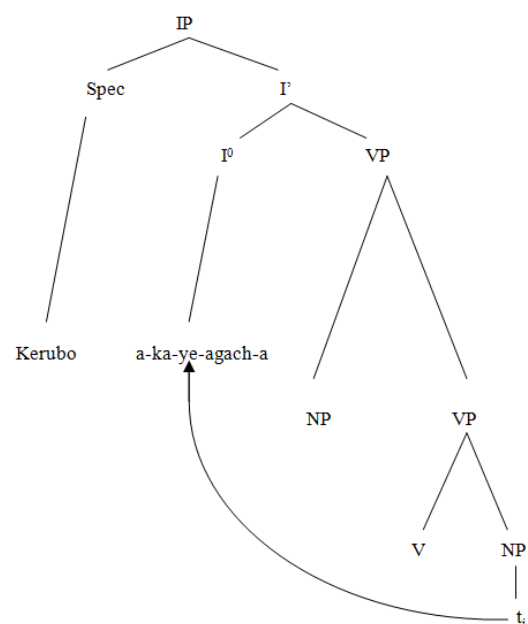 IP
Spec I’
I⁰ VP
Kerubo a-ka-ye-agach-a
NP VP
V NP
tᵢ